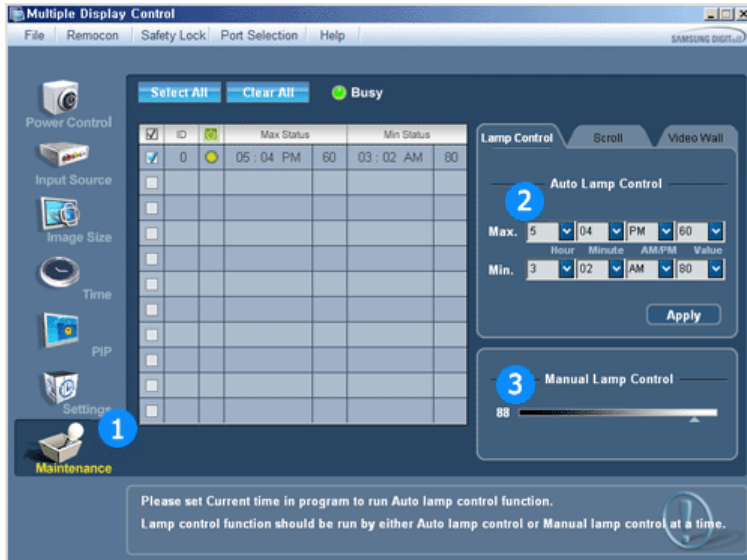 Multiple Display Control
File Remocon Safety Lock Port Selection Help
SAMSUNG DIGITall
Select All Clear All Busy
Power Control
Input Source
Image Size
Time
PIP
Settings
Maintenance
1
ID Max Status Min Status
0 05 : 04 PM 60 03 : 02 AM 80
Lamp Control Scroll Video Wall
Auto Lamp Control
2
Max. 5 04 PM 60
Hour Minute AM/PM Value
Min. 3 02 AM 80
Apply
3
Manual Lamp Control
88
Please set Current time in program to run Auto lamp control function.
Lamp control function should be run by either Auto lamp control or Manual lamp control at a time.